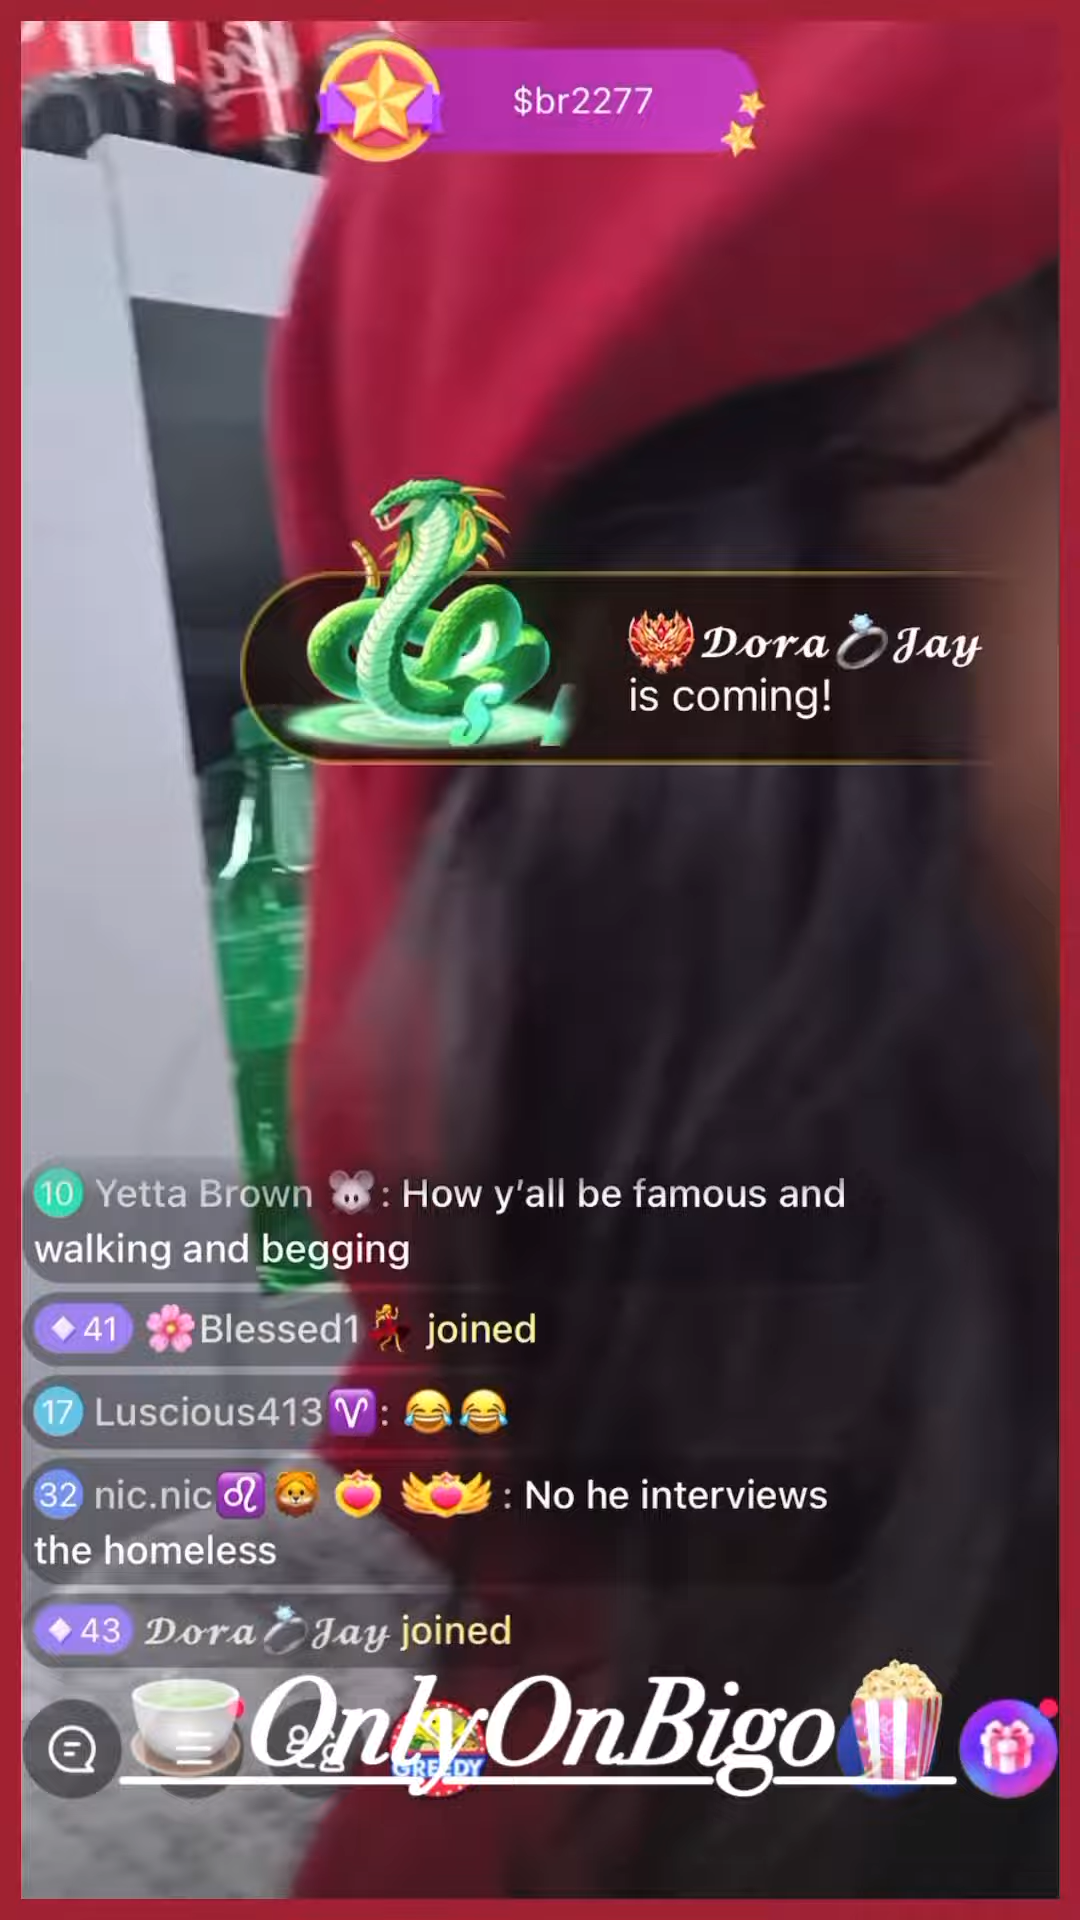 $br2277
Dora💍Jay
is coming!
10 Yetta Brown 🐭: How y'all be famous and
walking and begging
41 🌸Blessed1💃 joined
17 Luscious413♈: 😂😂
32 nic.nic♌🦁 : No he interviews
the homeless
43 Dora💍Jay joined
OnlyOnBigo🍿
GREEDY